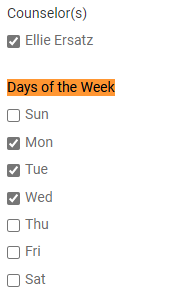 Counselor(s)
Ellie Ersatz
Days of the Week
Sun
Mon
Tue
Wed
Thu
Fri
Sat